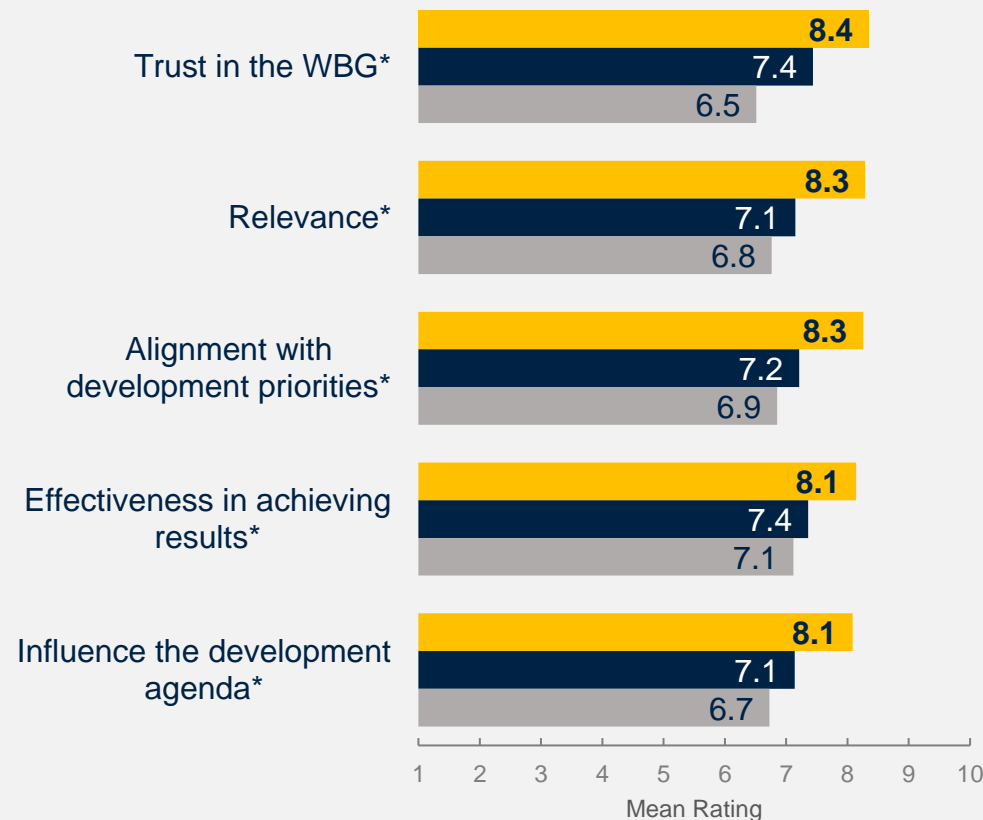 8.4
Trust in the WBG*
7.4
6.5
8.3
Relevance*
7.1
6.8
8.3
Alignment with
development priorities*
7.2
6.9
8.1
Effectiveness in achieving
results*
7.4
7.1
8.1
Influence the development
agenda*
7.1
6.7
1 2 3 4 5 6 7 8 9 10
Mean Rating